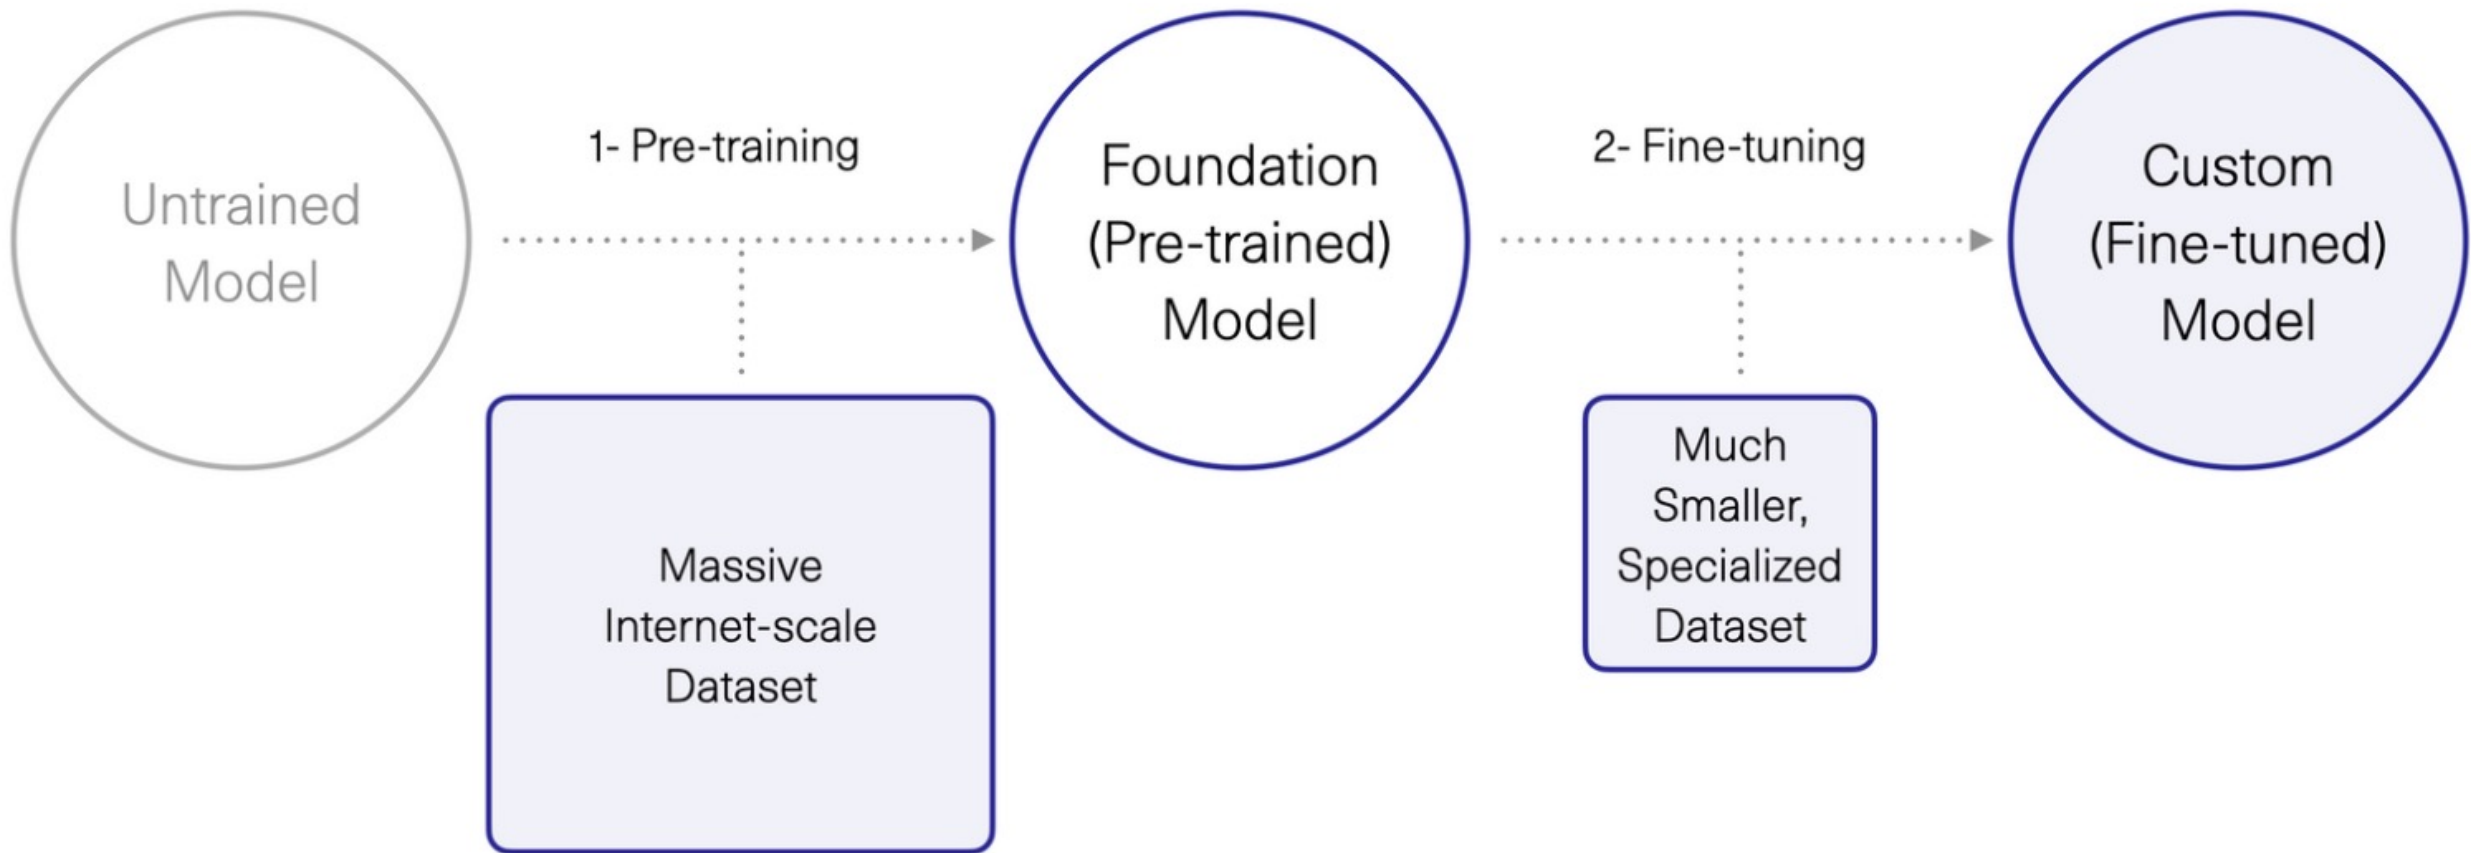 Untrained
Model
1- Pre-training
Massive
Internet-scale
Dataset
Foundation
(Pre-trained)
Model
2- Fine-tuning
Much
Smaller,
Specialized
Dataset
Custom
(Fine-tuned)
Model